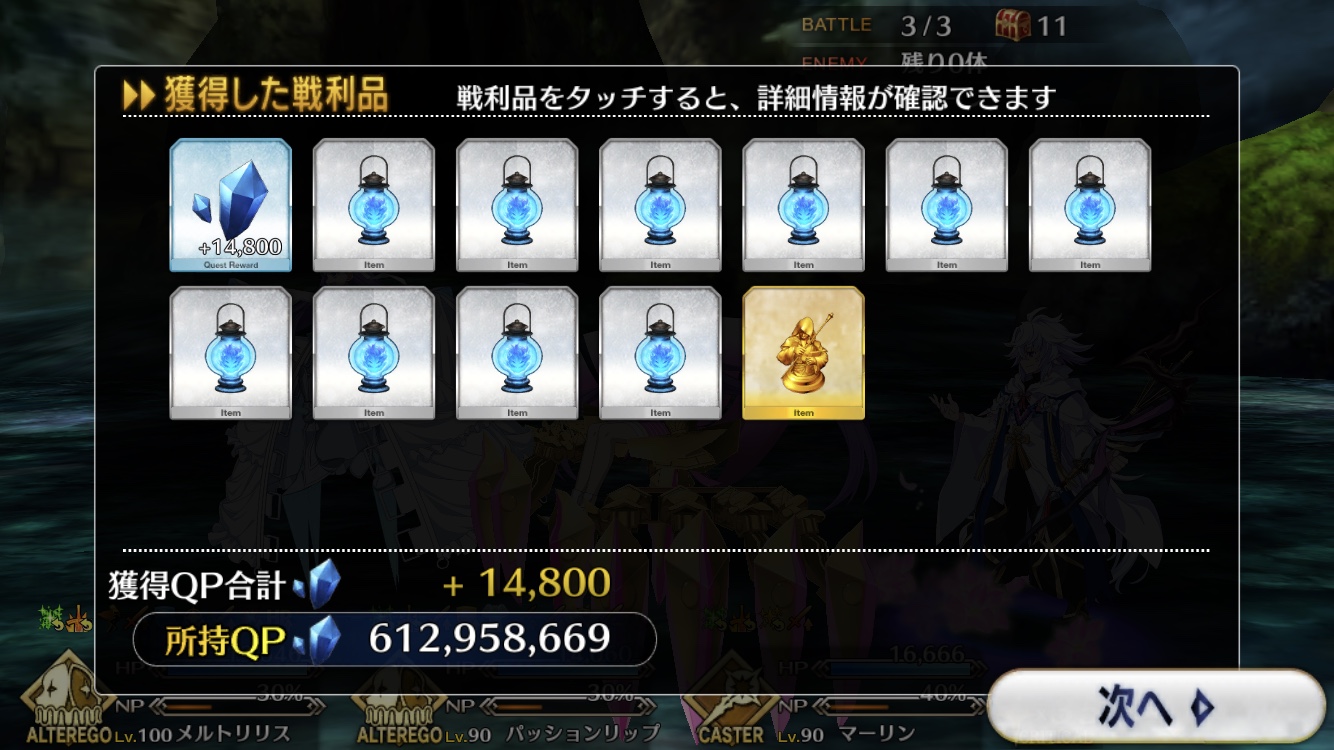 BATTLE 3/3 11
ENEMY 残り0体
獲得した戦利品 戦利品をタッチすると、詳細情報が確認できます
+14,800
Quest Reward Item Item Item Item Item Item
Item Item Item Item Item
獲得QP合計 + 14,800
所持QP 612,958,669
HP HP HP 16,666
NP 30% NP 30% NP 40%
次へ
ALTEREGO Lv.100 メルトリリス ALTEREGO Lv.90 パッションリップ CASTER Lv.90 マーリン